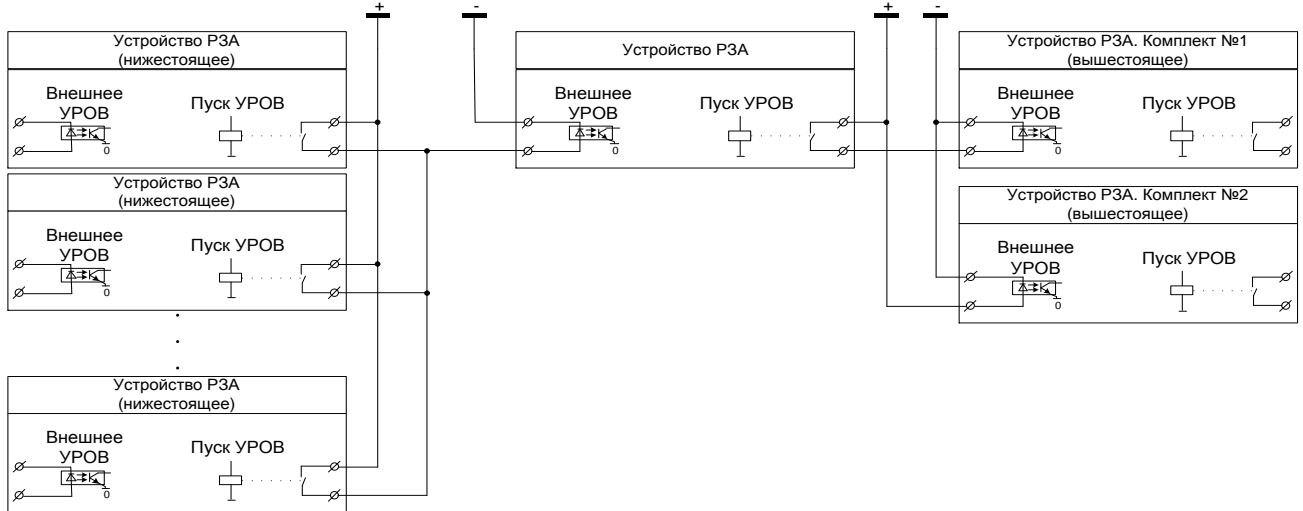 +
-
+
-
Устройство РЗА
(нижестоящее)
Внешнее
УРОВ
Пуск УРОВ
0
Устройство РЗА
Внешнее
УРОВ
Пуск УРОВ
0
Устройство РЗА. Комплект №1
(вышестоящее)
Внешнее
УРОВ
Пуск УРОВ
0
Устройство РЗА
(нижестоящее)
Внешнее
УРОВ
Пуск УРОВ
0
Устройство РЗА. Комплект №2
(вышестоящее)
Внешнее
УРОВ
Пуск УРОВ
0
Устройство РЗА
(нижестоящее)
Внешнее
УРОВ
Пуск УРОВ
0